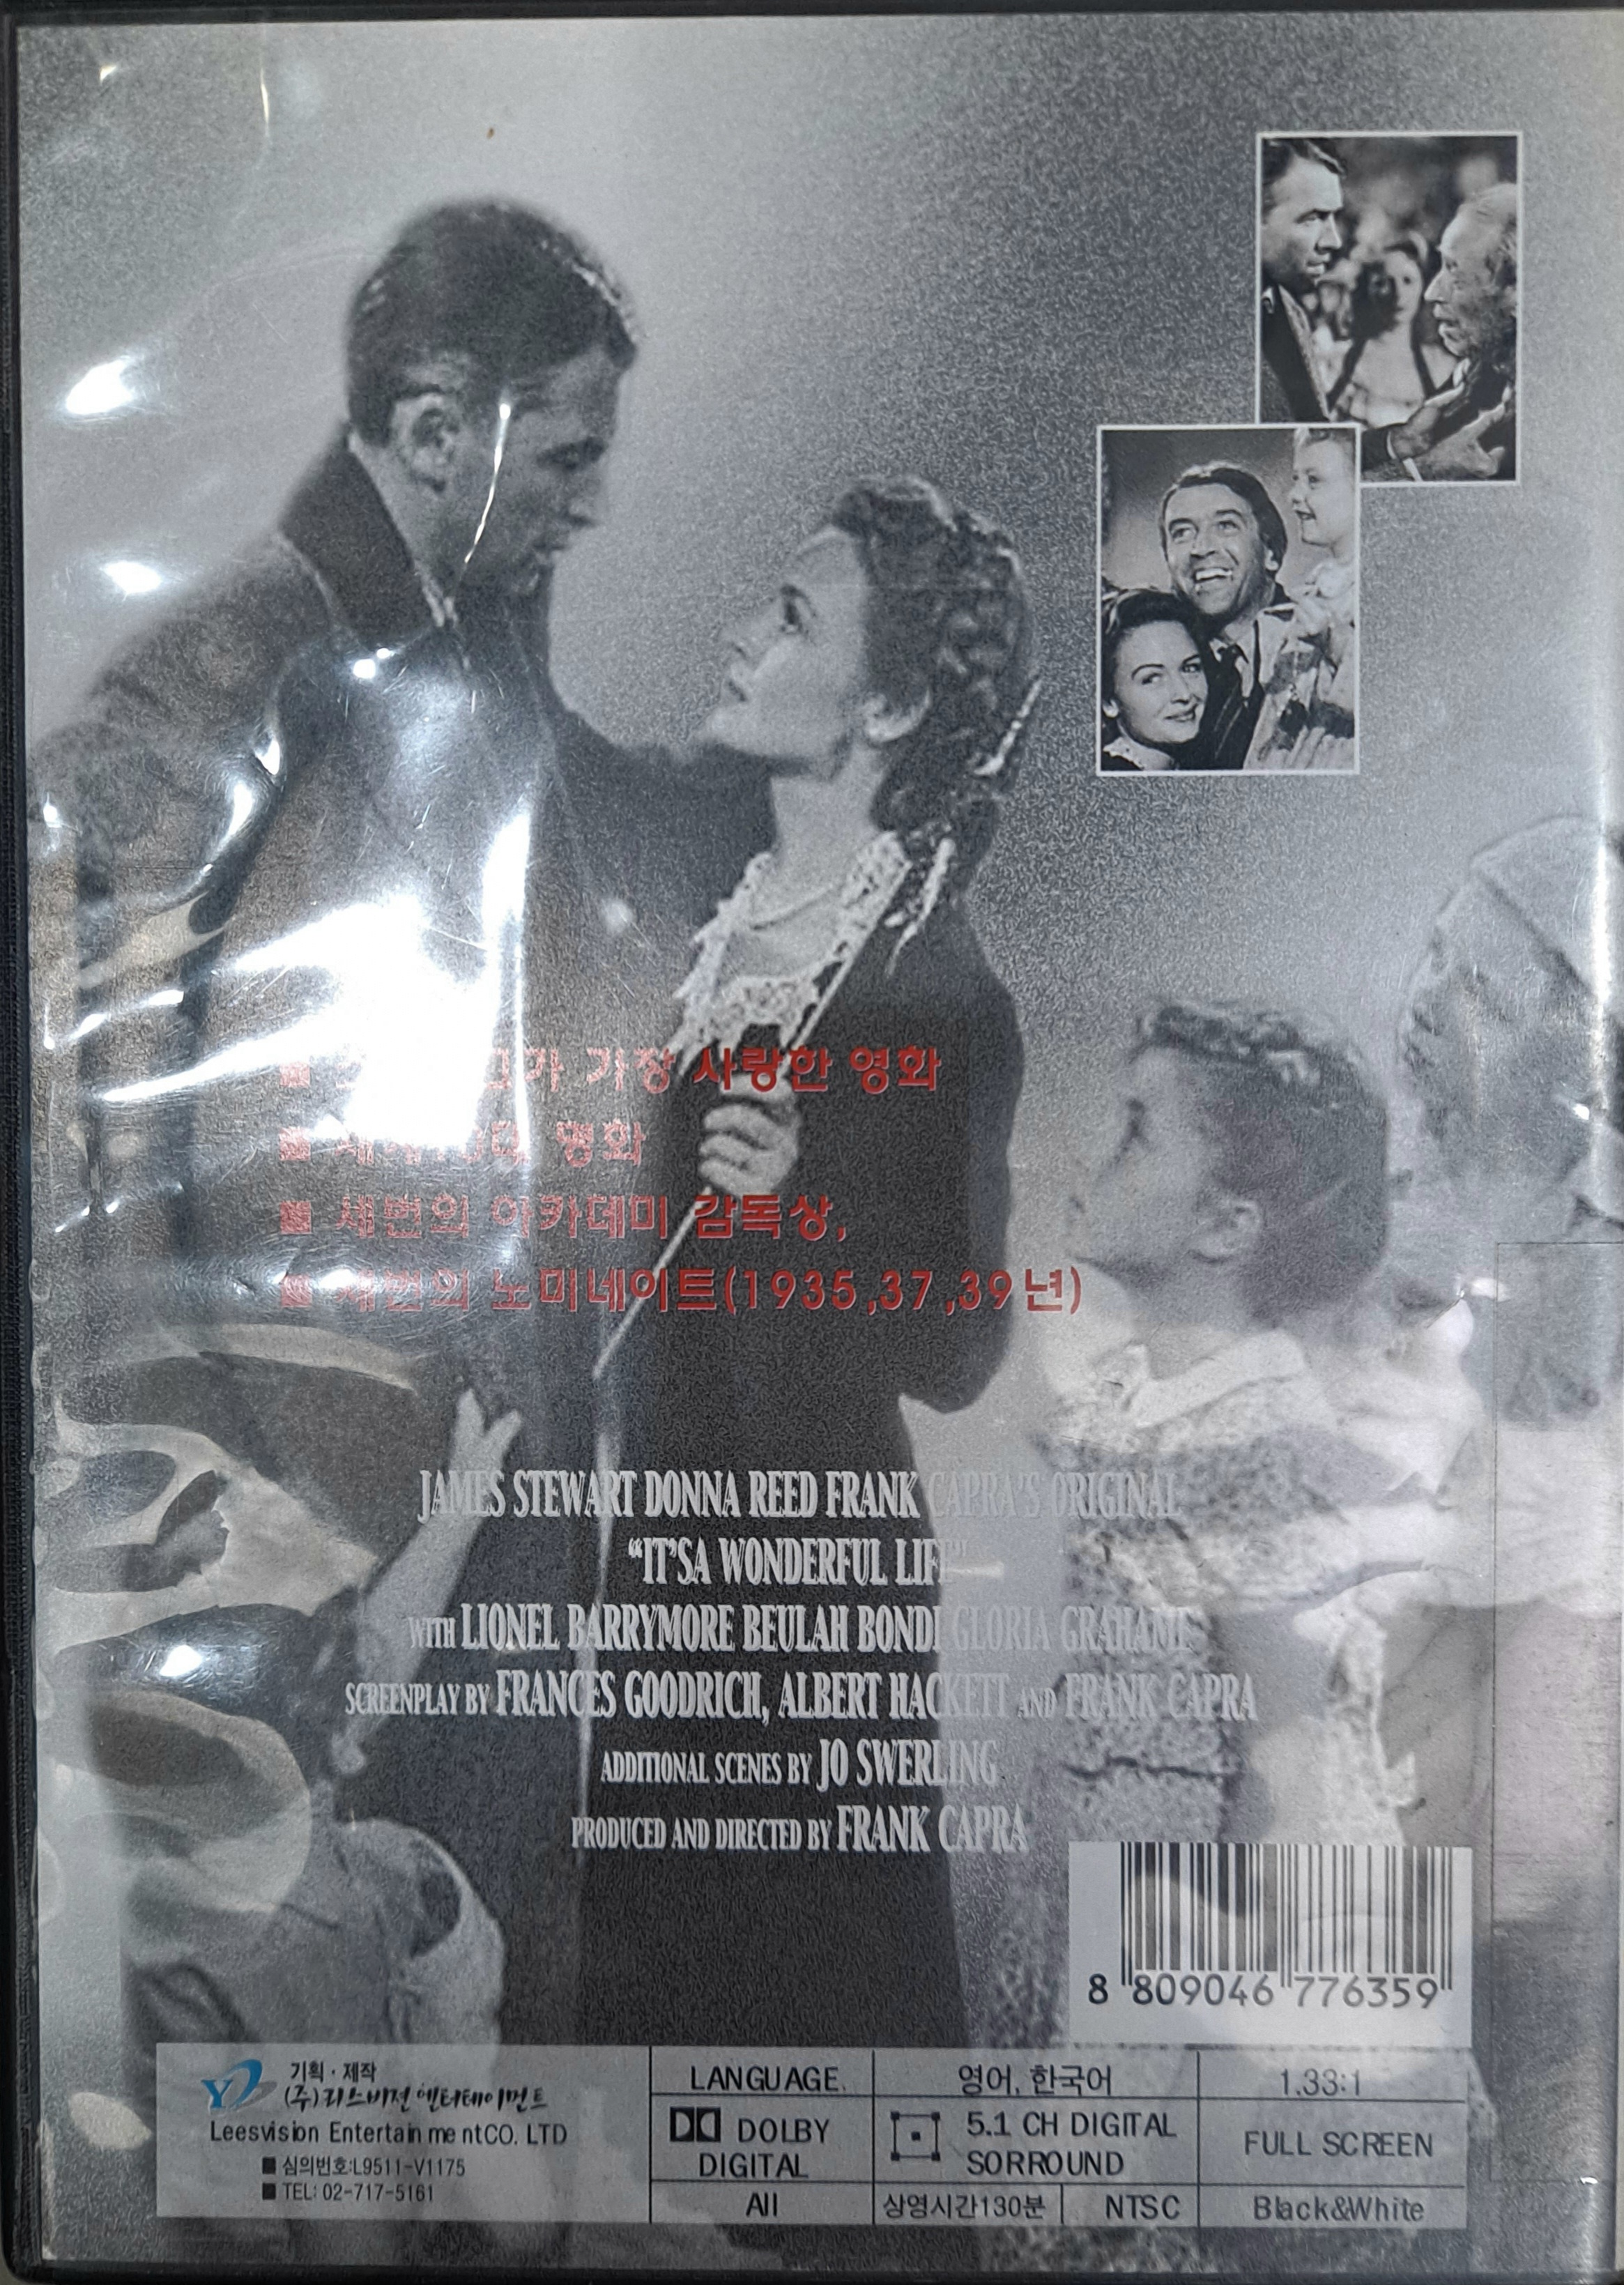 가 가장 사랑한 영화
명화
세번의 아카데미 감독상,
세번의 노미네이트(1935,37,39년)
JAMES STEWART DONNA REED FRANK CAPRA'S ORIGINAL
“IT'SA WONDERFUL LIFE”
WITH LIONEL BARRYMORE BEULAH BONDI GLORIA GRAHAME
SCREENPLAY BY FRANCES GOODRICH, ALBERT HACKETT AND FRANK CAPRA
ADDITIONAL SCENES BY JO SWERLING
PRODUCED AND DIRECTED BY FRANK CAPRA
8 809046 776359
기획·제작
(주)리스비젼 엔터테이먼트
Leesvision Entertainment CO. LTD
■ 심의번호:L9511-V1175
■ TEL: 02-717-5161
LANGUAGE. 영어, 한국어 1.33:1
DOLBY DIGITAL 5.1 CH DIGITAL SORROUND FULL SCREEN
All 상영시간130분 NTSC Black&White